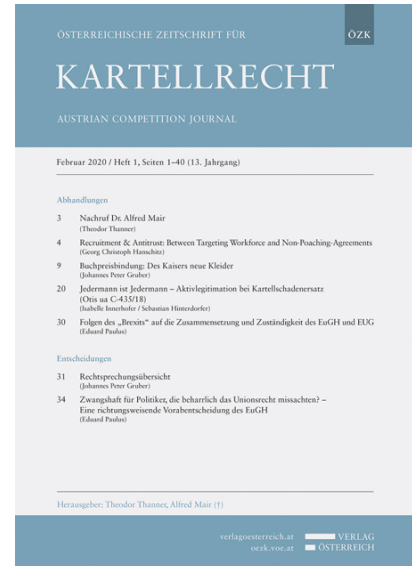 ÖSTERREICHISCHE ZEITSCHRIFT FÜR
ÖZK
KARTELLRECHT
AUSTRIAN COMPETITION JOURNAL
Februar 2020 / Heft 1, Seiten 1–40 (13. Jahrgang)
Abhandlungen
3 Nachruf Dr. Alfred Mair
(Theodor Thanner)
4 Recruitment & Antitrust: Between Targeting Workforce and Non-Poaching-Agreements
(Georg Christoph Hanschitz)
9 Buchpreisbindung: Des Kaisers neue Kleider
(Johannes Peter Gruber)
20 Jedermann ist Jedermann – Aktivlegitimation bei Kartellschadenersatz
(Otis ua C-435/18)
(Isabelle Innerhofer / Sebastian Hinterdorfer)
30 Folgen des „Brexits“ auf die Zusammensetzung und Zuständigkeit des EuGH und EUG
(Eduard Paulus)
Entscheidungen
31 Rechtsprechungsübersicht
(Johannes Peter Gruber)
34 Zwangshaft für Politiker, die beharrlich das Unionsrecht missachten? –
Eine richtungsweisende Vorabentscheidung des EuGH
(Eduard Paulus)
Herausgeber: Theodor Thanner, Alfred Mair (†)
verlagoesterreich.at
oezk.voe.at
VERLAG
ÖSTERREICH